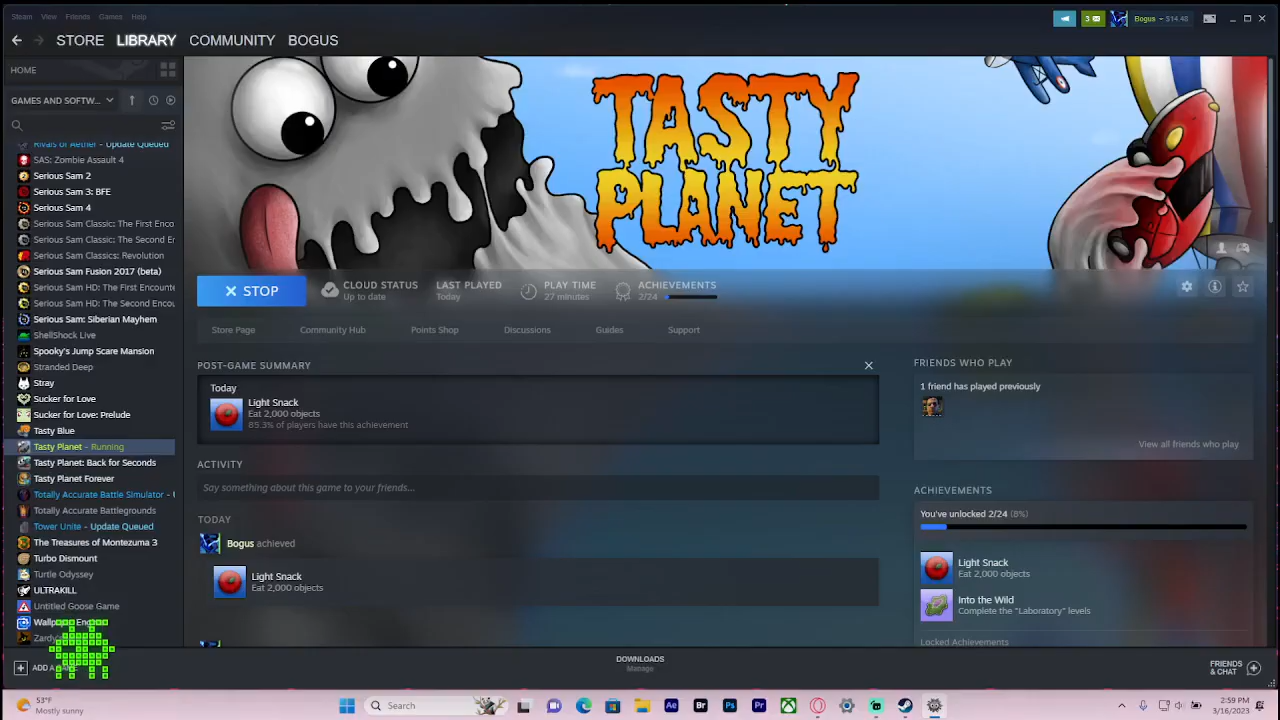 Steam View Friends Games Help
3
Bogus - $14.48
STORE LIBRARY COMMUNITY BOGUS
HOME
GAMES AND SOFTW...
Rivals of Aether - Update Queued
SAS: Zombie Assault 4
Serious Sam 2
Serious Sam 3: BFE
Serious Sam 4
Serious Sam Classic: The First Enco
Serious Sam Classic: The Second Er
Serious Sam Classics: Revolution
Serious Sam Fusion 2017 (beta)
Serious Sam HD: The First Encounte
Serious Sam HD: The Second Encou
Serious Sam: Siberian Mayhem
ShellShock Live
Spooky's Jump Scare Mansion
Stranded Deep
Stray
Sucker for Love
Sucker for Love: Prelude
Tasty Blue
Tasty Planet - Running
Tasty Planet: Back for Seconds
Tasty Planet Forever
Totally Accurate Battle Simulator - U
Totally Accurate Battlegrounds
Tower Unite - Update Queued
The Treasures of Montezuma 3
Turbo Dismount
Turtle Odyssey
ULTRAKILL
Untitled Goose Game
ADD A
TASTY
PLANET
STOP
CLOUD STATUS
Up to date
LAST PLAYED
Today
PLAY TIME
27 minutes
ACHIEVEMENTS
2/24
Store Page Community Hub Points Shop Discussions Guides Support
POST-GAME SUMMARY
Today
Light Snack
Eat 2,000 objects
85.3% of players have this achievement
ACTIVITY
Say something about this game to your friends...
TODAY
Bogus achieved
Light Snack
Eat 2,000 objects
FRIENDS WHO PLAY
1 friend has played previously
View all friends who play
ACHIEVEMENTS
You've unlocked 2/24 (8%)
Light Snack
Eat 2,000 objects
Into the Wild
Complete the "Laboratory" levels
Locked Achievements
DOWNLOADS
Manage
FRIENDS
& CHAT
53°F
Mostly sunny
Search
Ae Br Ps Pr
2:59 PM
3/16/2023